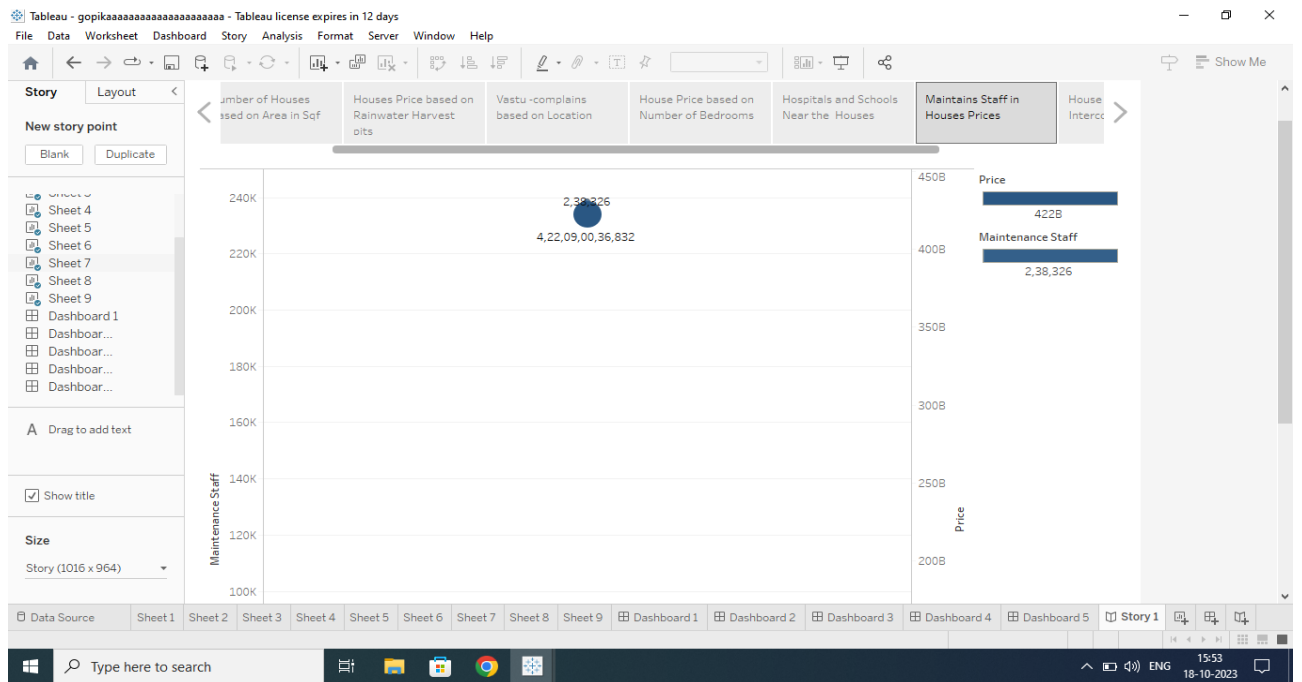 Tableau - gopikaaaaaaaaaaaaaaaaaaaaa - Tableau license expires in 12 days
File Data Worksheet Dashboard Story Analysis Format Server Window Help
Show Me
Story Layout
New story point
Blank Duplicate
Sheet 4
Sheet 5
Sheet 6
Sheet 7
Sheet 8
Sheet 9
Dashboard 1
Dashboar...
Dashboar...
Dashboar...
Dashboar...
A Drag to add text
Show title
Size
Story (1016 x 964)
umber of Houses
ased on Area in Sqf
Houses Price based on
Rainwater Harvest
pits
Vastu -complains
based on Location
House Price based on
Number of Bedrooms
Hospitals and Schools
Near the Houses
Maintains Staff in
Houses Prices
House
Interco
240K
220K
200K
180K
160K
140K
120K
100K
Maintenance Staff
2,38,326
4,22,09,00,36,832
450B
400B
350B
300B
250B
200B
Price
Price
422B
Maintenance Staff
2,38,326
Data Source Sheet 1 Sheet 2 Sheet 3 Sheet 4 Sheet 5 Sheet 6 Sheet 7 Sheet 8 Sheet 9 Dashboard 1 Dashboard 2 Dashboard 3 Dashboard 4 Dashboard 5 Story 1
Type here to search
ENG
15:53
18-10-2023